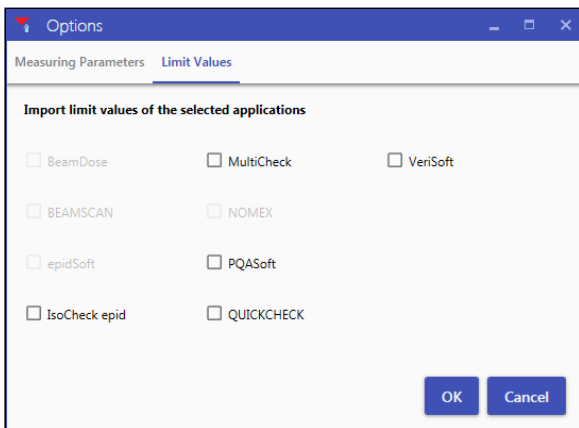 Options
Measuring Parameters Limit Values
Import limit values of the selected applications
BeamDose MultiCheck VeriSoft
BEAMSCAN NOMEX
epidSoft PQASoft
IsoCheck epid QUICKCHECK
OK Cancel